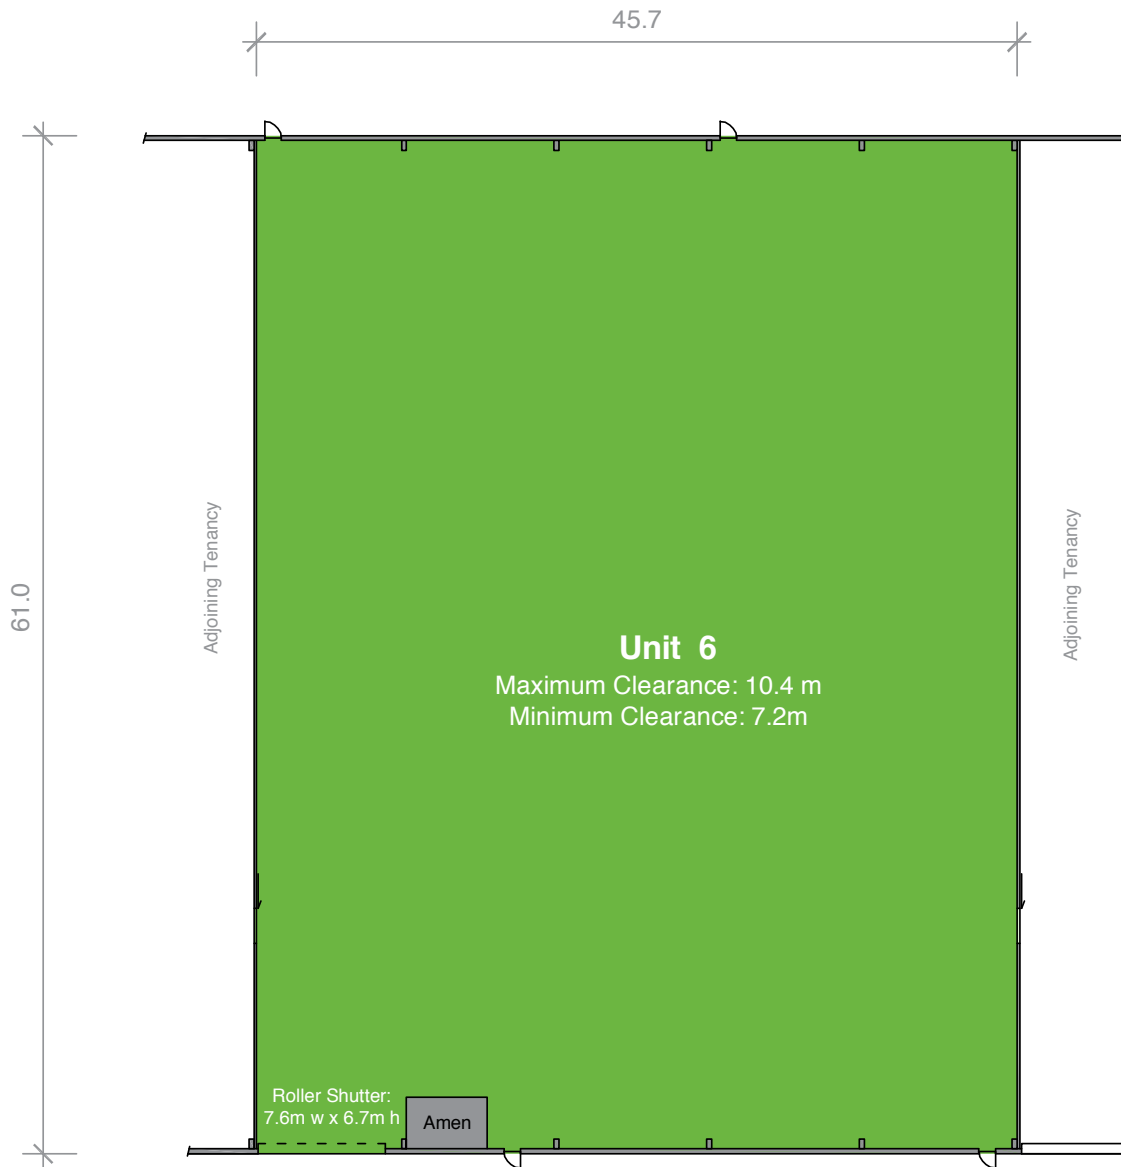 45.7
61.0
Adjoining Tenancy
Adjoining Tenancy
Unit 6
Maximum Clearance: 10.4 m
Minimum Clearance: 7.2m
Roller Shutter:
7.6m w x 6.7m h
Amen